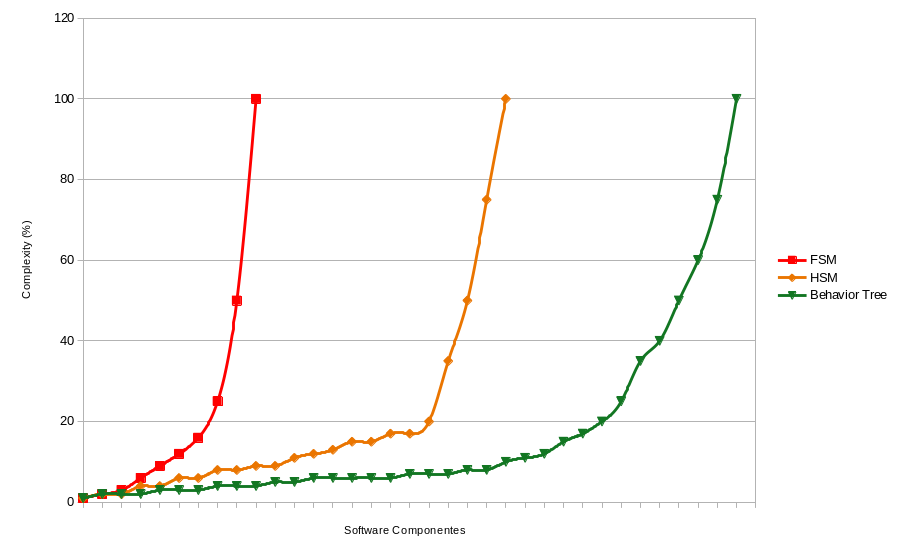 120
100
80
60
40
20
0
Complexity (%)
Software Componentes
FSM
HSM
Behavior Tree